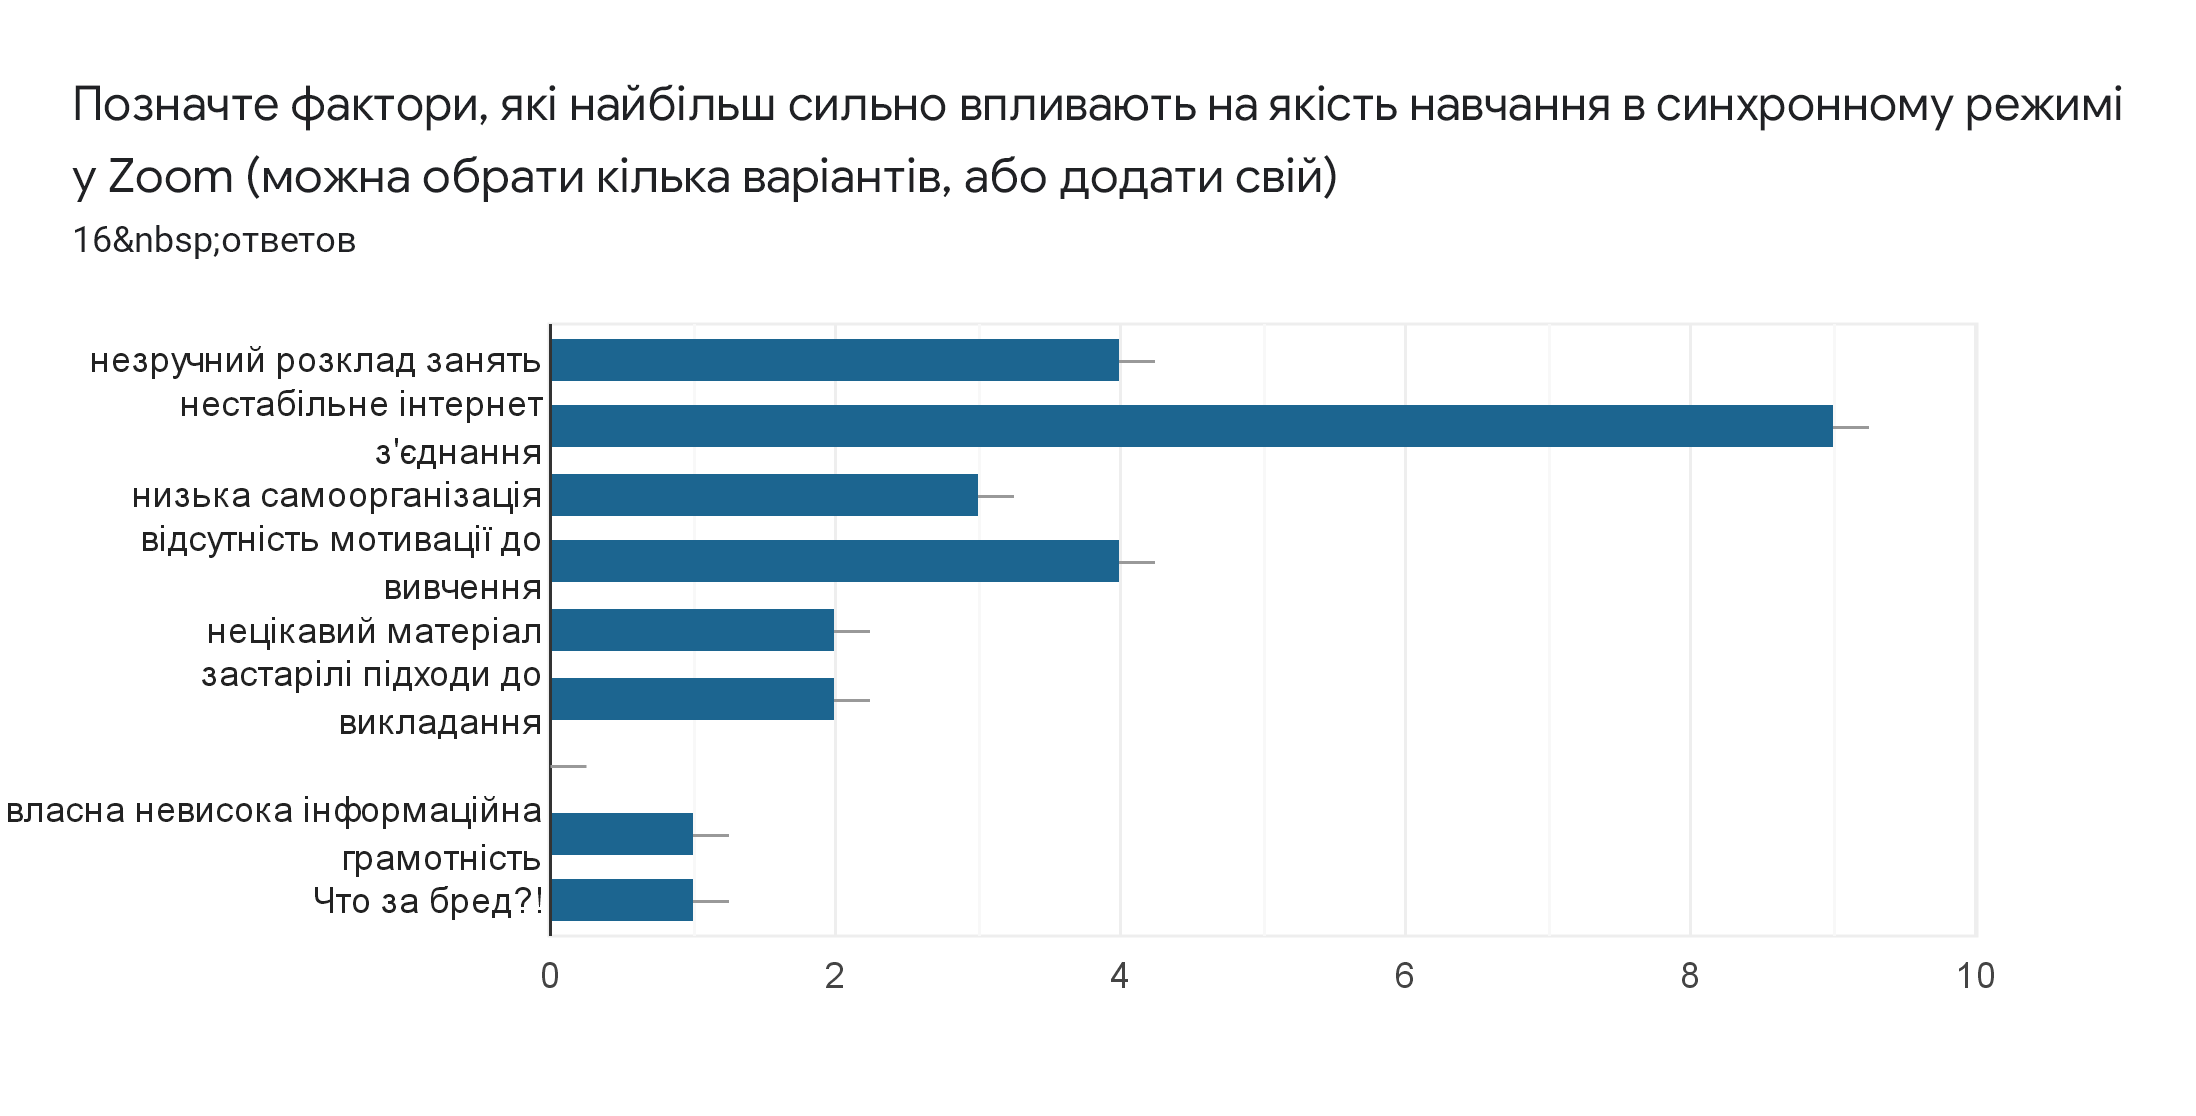 Позначте фактори, які найбільш сильно впливають на якість навчання в синхронному режимі
у Zoom (можна обрати кілька варіантів, або додати свій)
16&nbsp;ответов
незручний розклад занять
нестабільне інтернет
з'єднання
низька самоорганізація
відсутність мотивації до
вивчення
нецікавий матеріал
застарілі підходи до
викладання
власна невисока інформаційна
грамотність
Что за бред?!
0 2 4 6 8 10